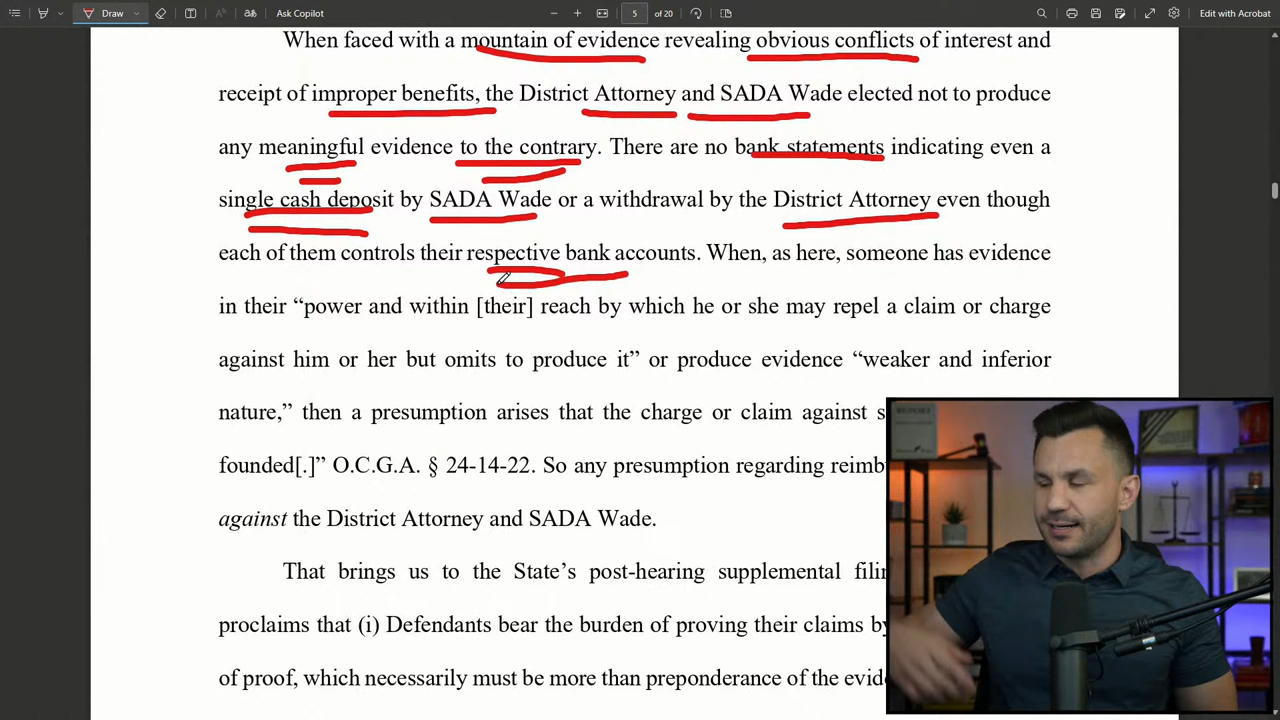 Draw
Ask Copilot
5
of 20
Edit with Acrobat
When faced with a mountain of evidence revealing obvious conflicts of interest and
receipt of improper benefits, the District Attorney and SADA Wade elected not to produce
any meaningful evidence to the contrary. There are no bank statements indicating even a
single cash deposit by SADA Wade or a withdrawal by the District Attorney even though
each of them controls their respective bank accounts. When, as here, someone has evidence
in their “power and within [their] reach by which he or she may repel a claim or charge
against him or her but omits to produce it” or produce evidence “weaker and inferior
nature,” then a presumption arises that the charge or claim against
founded[.]” O.C.G.A. § 24-14-22. So any presumption regarding
against the District Attorney and SADA Wade.
That brings us to the State’s post-hearing supplemental
proclaims that (i) Defendants bear the burden of proving their claims by
of proof, which necessarily must be more than preponderance of the
REPORT